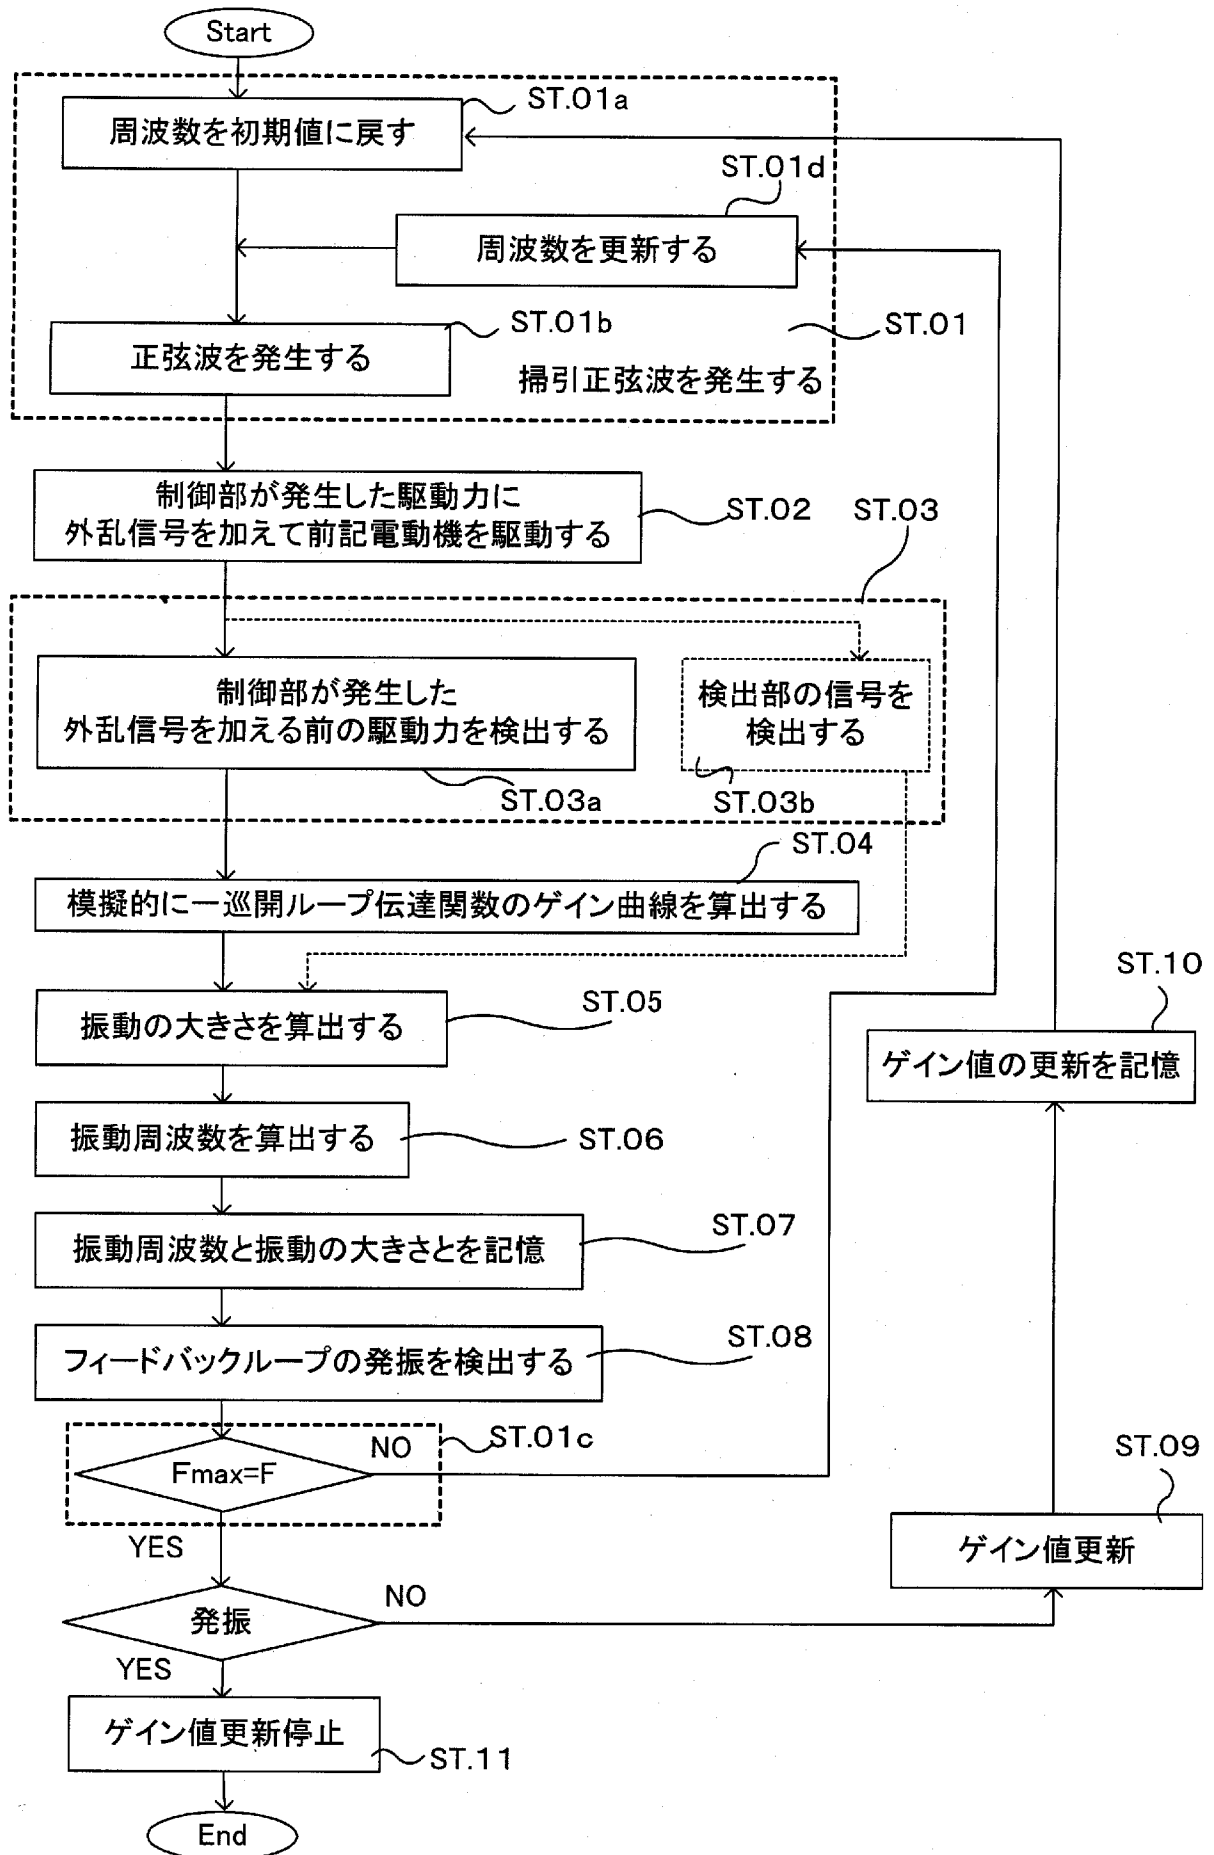 Start
ST.01a
周波数を初期値に戻す
ST.01d
周波数を更新する
ST.01b
ST.01
正弦波を発生する
掃引正弦波を発生する
制御部が発生した駆動力に
外乱信号を加えて前記電動機を駆動する
ST.02
ST.03
制御部が発生した
外乱信号を加える前の駆動力を検出する
検出部の信号を
検出する
ST.03a
ST.03b
ST.04
模擬的に一巡開ループ伝達関数のゲイン曲線を算出する
ST.05
振動の大きさを算出する
ST.10
ゲイン値の更新を記憶
振動周波数を算出する
ST.06
ST.07
振動周波数と振動の大きさとを記憶
ST.08
フィードバックループの発振を検出する
ST.01c
NO
Fmax=F
YES
ST.09
ゲイン値更新
NO
発振
YES
ゲイン値更新停止
ST.11
End